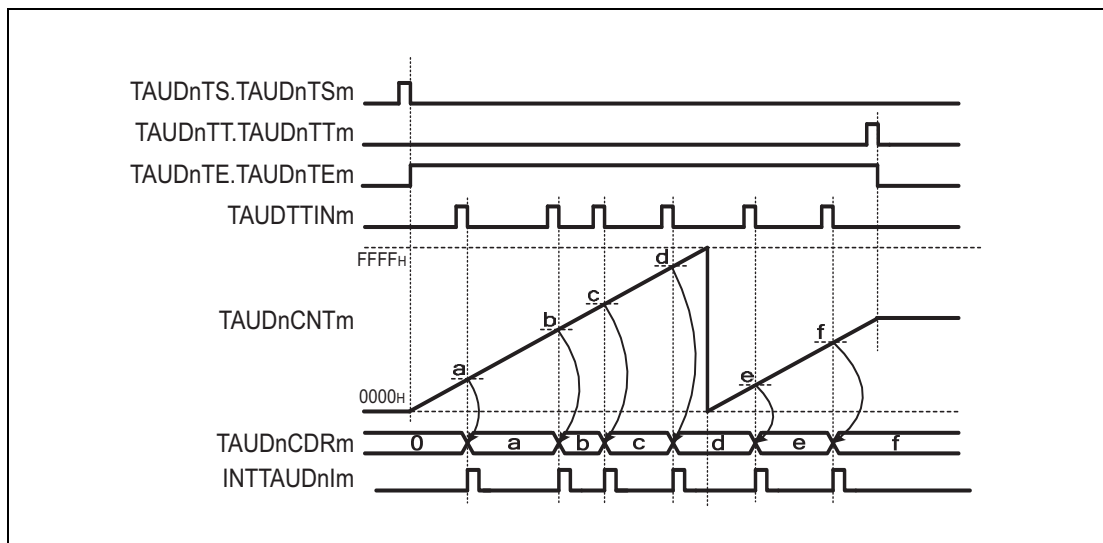 TAUDnTS.TAUDnTSm
TAUDnTT.TAUDnTTm
TAUDnTE.TAUDnTEm
TAUDTTINm
FFFFH
d
c
TAUDnCNTm
b
f
a
e
0000H
TAUDnCDRm 0 a b c d e f
INTTAUDnIm